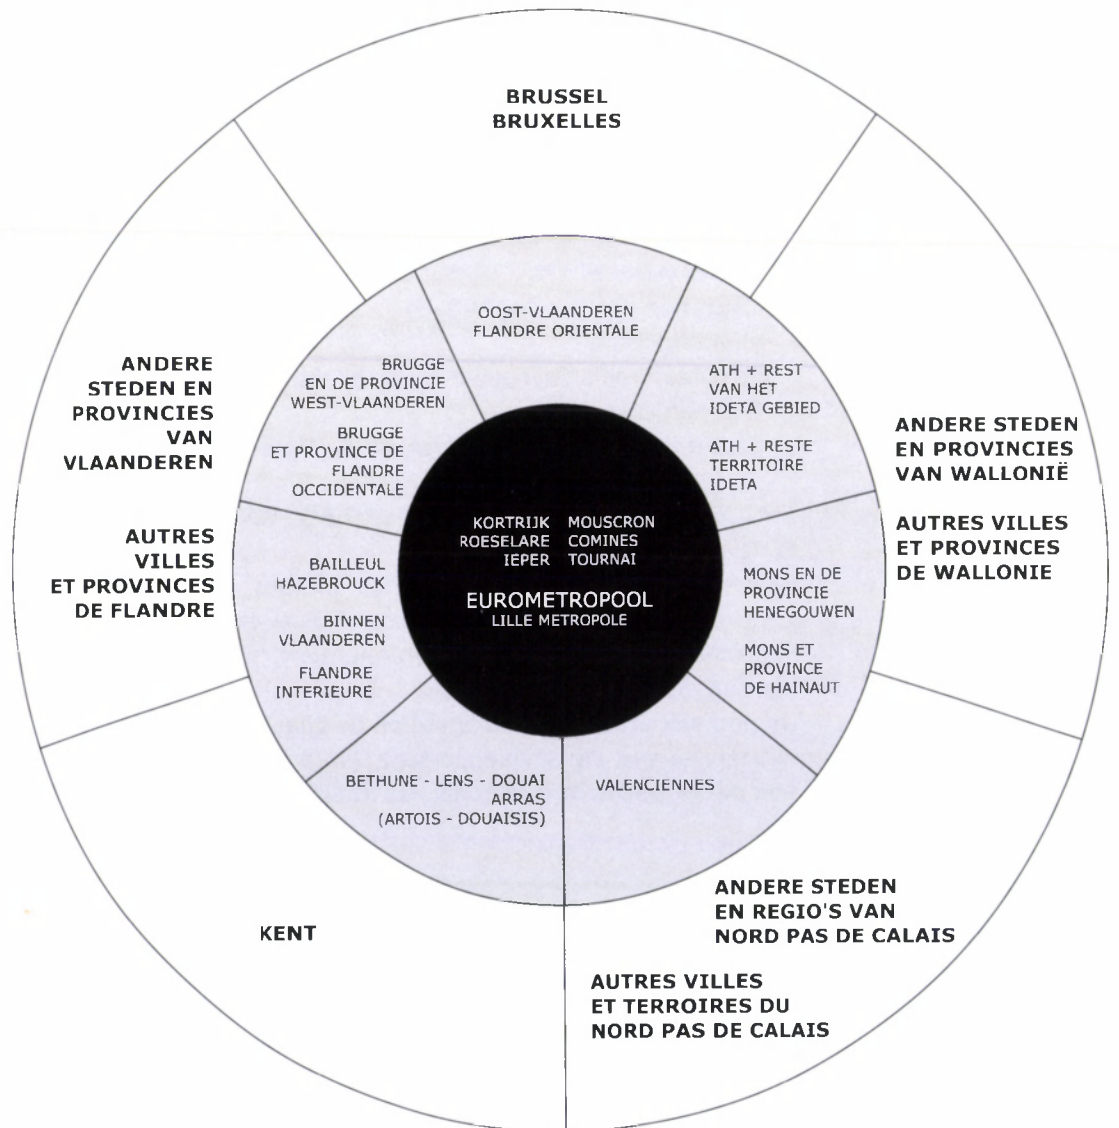 BRUSSEL
BRUXELLES
OOST-VLAANDEREN
FLANDRE ORIENTALE
BRUGGE
EN DE PROVINCIE
WEST-VLAANDEREN
BRUGGE
ET PROVINCE DE
FLANDRE
OCCIDENTALE
ATH + REST
VAN HET
IDETA GEBIED
ATH + RESTE
TERRITOIRE
IDETA
ANDERE
STEDEN EN
PROVINCIES
VAN
VLAANDEREN
AUTRES
VILLES
ET PROVINCES
DE FLANDRE
ANDERE STEDEN
EN PROVINCIES
VAN WALLONIË
AUTRES VILLES
ET PROVINCES
DE WALLONIE
KORTRIJK MOUSCRON
ROESELARE COMINES
IEPER TOURNAI
EUROMETROPOOL
LILLE METROPOLE
BAILLEUL
HAZEBROUCK
BINNEN
VLAANDEREN
FLANDRE
INTERIEURE
MONS EN DE
PROVINCIE
HENEGOUWEN
MONS ET
PROVINCE
DE HAINAUT
BETHUNE - LENS - DOUAI
ARRAS
(ARTOIS - DOUAISIS)
VALENCIENNES
KENT
ANDERE STEDEN
EN REGIO'S VAN
NORD PAS DE CALAIS
AUTRES VILLES
ET TERROIRES DU
NORD PAS DE CALAIS